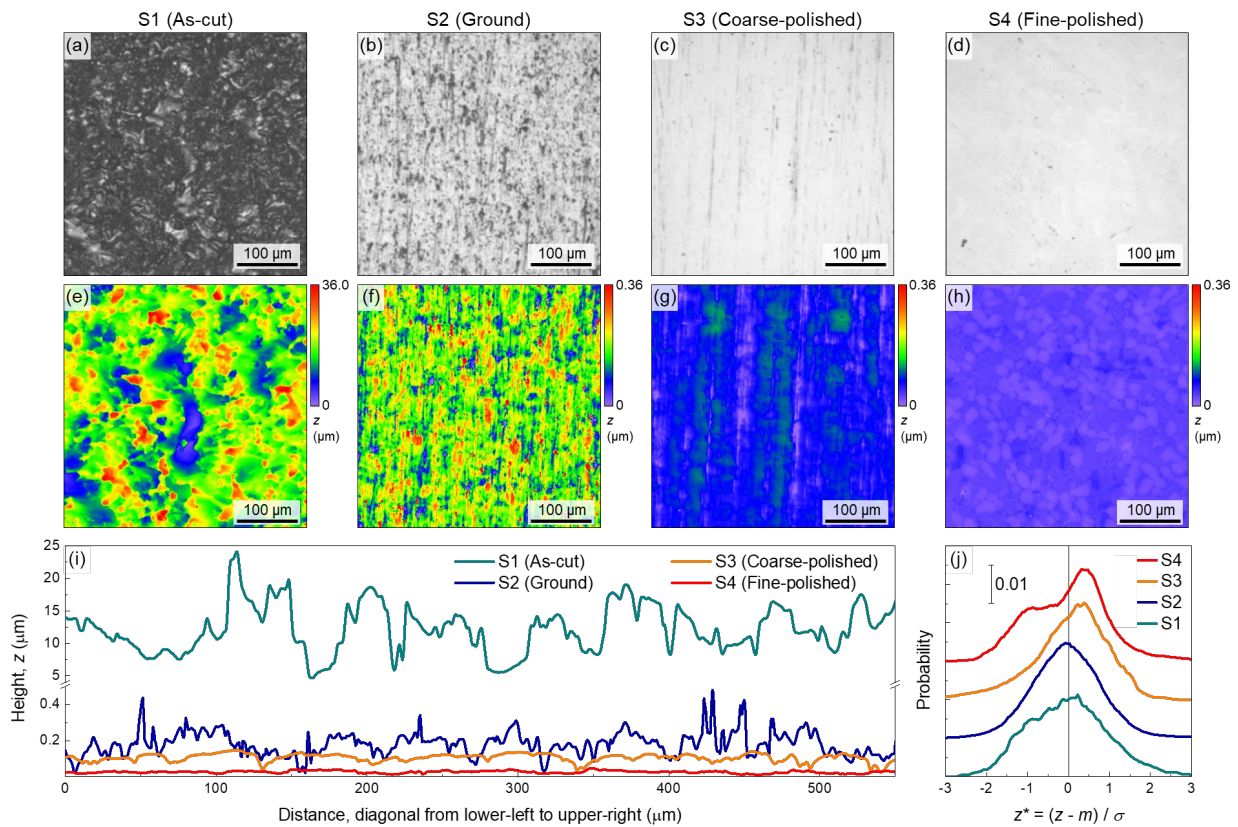 S1 (As-cut)
S2 (Ground)
S3 (Coarse-polished)
S4 (Fine-polished)
(a)
(b)
(c)
(d)
100 μm
100 μm
100 μm
100 μm
(e)
36.0
(f)
0.36
(g)
0.36
(h)
0.36
0
0
0
0
z
(μm)
z
(μm)
z
(μm)
z
(μm)
100 μm
100 μm
100 μm
100 μm
(i)
S1 (As-cut)
S2 (Ground)
S3 (Coarse-polished)
S4 (Fine-polished)
Height, z (μm)
25
20
15
10
5
0.4
0.2
0
100
200
300
400
500
Distance, diagonal from lower-left to upper-right (μm)
(j)
0.01
S4
S3
S2
S1
Probability
-3
-2
-1
0
1
2
3
z* = (z - m) / σ